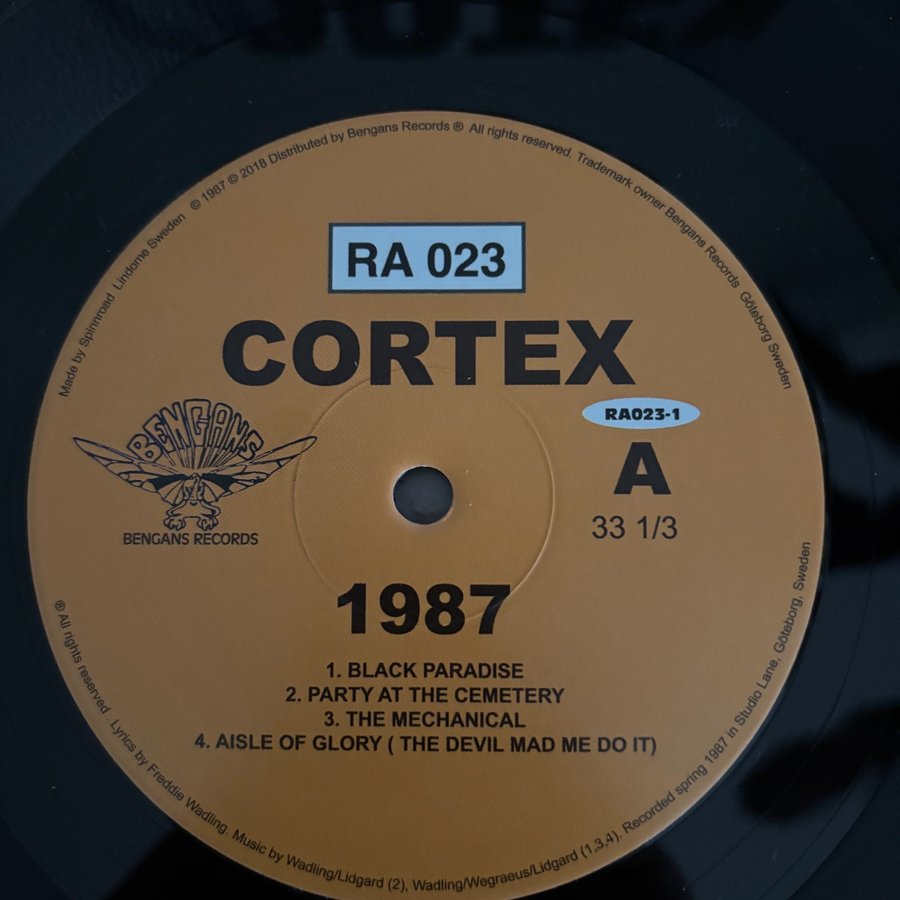 Made by Spinnroad Lindome Sweden © 1987 © 2018 Distributed by Bengans Records ® All rights reserved. Trademark owner Bengans Records Göteborg Sweden
RA 023
CORTEX
RA023-1
A
33 1/3
BENGANS
BENGANS RECORDS
1987
1. BLACK PARADISE
2. PARTY AT THE CEMETERY
3. THE MECHANICAL
4. AISLE OF GLORY ( THE DEVIL MAD ME DO IT)
® All rights reserved Lyrics by Freddie Wadling. Music by Wadling/Lidgard (2), Wadling/Wegraeus/Lidgard (1,3,4). Recorded spring 1987 in Studio Lane, Göteborg, Sweden